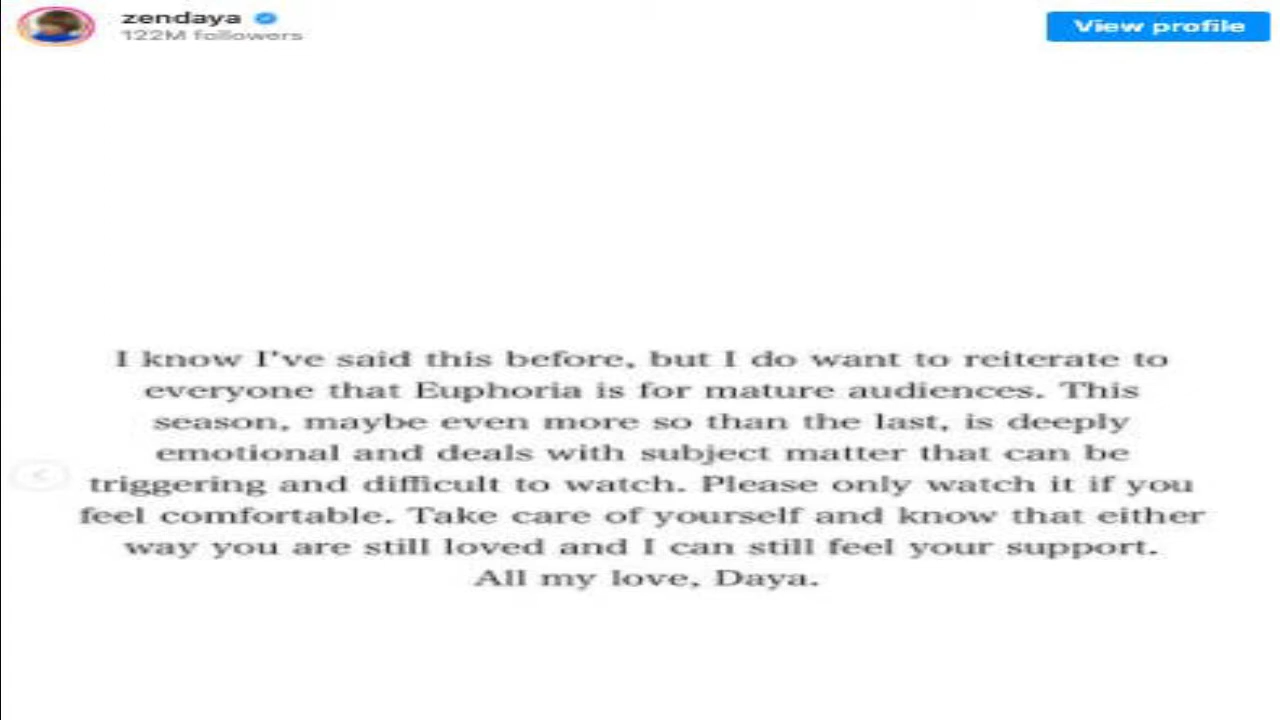 zendaya
122M followers
View profile
I know I've said this before, but I do want to reiterate to
everyone that Euphoria is for mature audiences. This
season, maybe even more so than the last, is deeply
emotional and deals with subject matter that can be
triggering and difficult to watch. Please only watch it if you
feel comfortable. Take care of yourself and know that either
way you are still loved and I can still feel your support.
All my love, Daya.